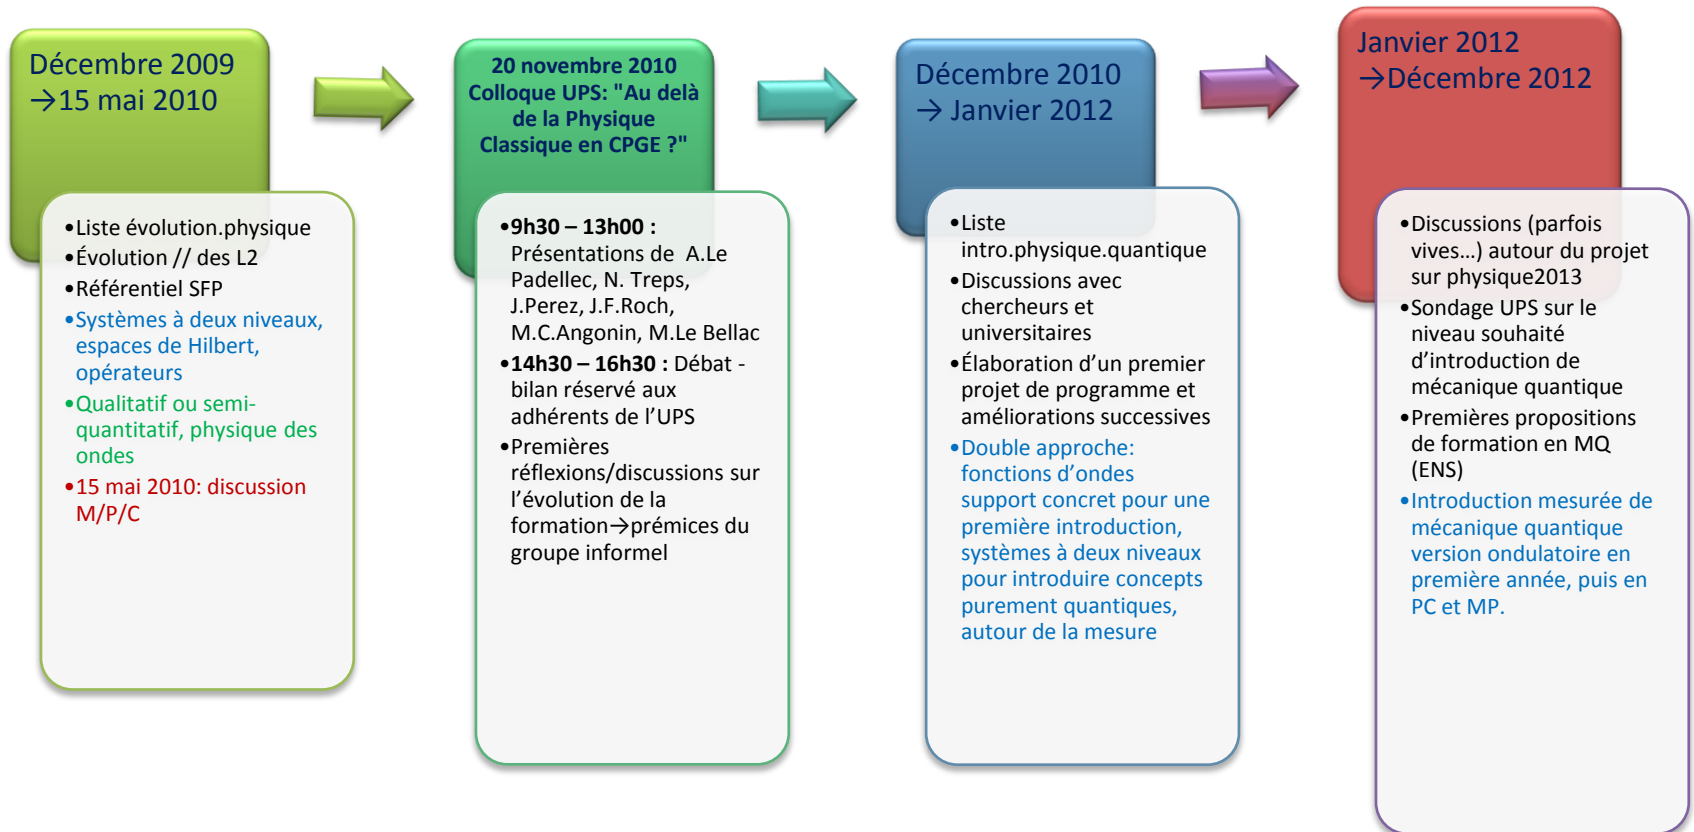 Décembre 2009
→15 mai 2010
•Liste évolution.physique
•Évolution // des L2
•Référentiel SFP
•Systèmes à deux niveaux,
espaces de Hilbert,
opérateurs
•Qualitatif ou semi-
quantitatif, physique des
ondes
•15 mai 2010: discussion
M/P/C
20 novembre 2010
Colloque UPS: "Au delà
de la Physique
Classique en CPGE ?"
•9h30 – 13h00 :
Présentations de A.Le
Padellec, N. Treps,
J.Perez, J.F.Roch,
M.C.Angonin, M.Le Bellac
•14h30 – 16h30 : Débat -
bilan réservé aux
adhérents de l’UPS
•Premières
réflexions/discussions sur
l’évolution de la
formation→prémices du
groupe informel
Décembre 2010
→ Janvier 2012
•Liste
intro.physique.quantique
•Discussions avec
chercheurs et
universitaires
•Élaboration d’un premier
projet de programme et
améliorations successives
•Double approche:
fonctions d’ondes
support concret pour une
première introduction,
systèmes à deux niveaux
pour introduire concepts
purement quantiques,
autour de la mesure
Janvier 2012
→Décembre 2012
•Discussions (parfois
vives…) autour du projet
sur physique2013
•Sondage UPS sur le
niveau souhaité
d’introduction de
mécanique quantique
•Premières propositions
de formation en MQ
(ENS)
•Introduction mesurée de
mécanique quantique
version ondulatoire en
première année, puis en
PC et MP.